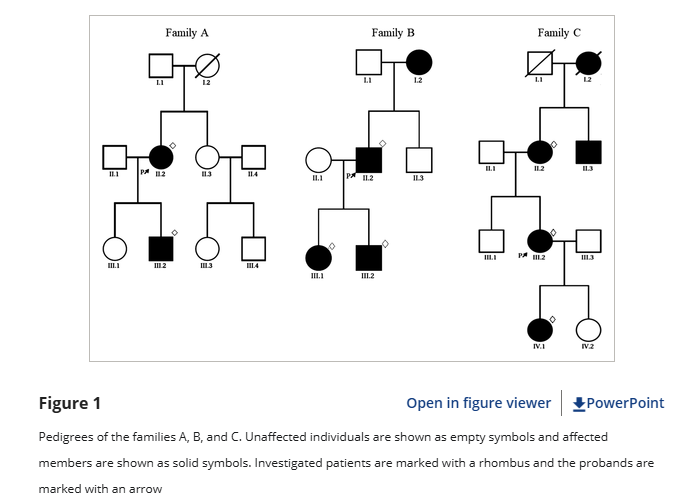 Family A Family B Family C
I.1 I.2 I.1 I.2 I.1 I.2
II.1 P II.2 II.3 II.4 II.1 P II.2 II.3 II.1 II.2 II.3
III.1 III.2 III.3 III.4 III.1 III.2 III.1 P III.2 III.3
IV.1 IV.2
Figure 1 Open in figure viewer PowerPoint
Pedigrees of the families A, B, and C. Unaffected individuals are shown as empty symbols and affected
members are shown as solid symbols. Investigated patients are marked with a rhombus and the probands are
marked with an arrow